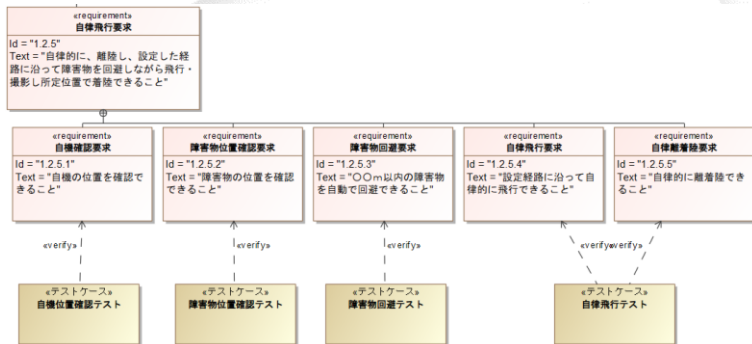 «requirement»
自律飛行要求
Id = "1.2.5"
Text = "自律的に、離陸し、設定した経
路に沿って障害物を回避しながら飛行・
撮影し所定位置で着陸できること"
«requirement»
自機確認要求
Id = "1.2.5.1"
Text = "自機の位置を確認で
きること"
«requirement»
障害物位置確認要求
Id = "1.2.5.2"
Text = "障害物の位置を確認
できること"
«requirement»
障害物回避要求
Id = "1.2.5.3"
Text = "〇〇m以内の障害物
を自動で回避できること"
«requirement»
自律飛行要求
Id = "1.2.5.4"
Text = "設定経路に沿って自
律的に飛行できること"
«requirement»
自律離着陸要求
Id = "1.2.5.5"
Text = "自律的に離着陸でき
ること"
«verify»
«verify»
«verify»
«verify»
«verify»
«テストケース»
自機位置確認テスト
«テストケース»
障害物位置確認テスト
«テストケース»
障害物回避テスト
«テストケース»
自律飛行テスト